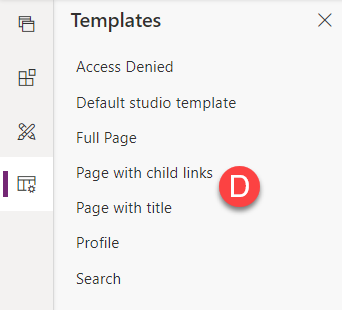 Templates
Access Denied
Default studio template
Full Page
Page with child links
D
Page with title
Profile
Search